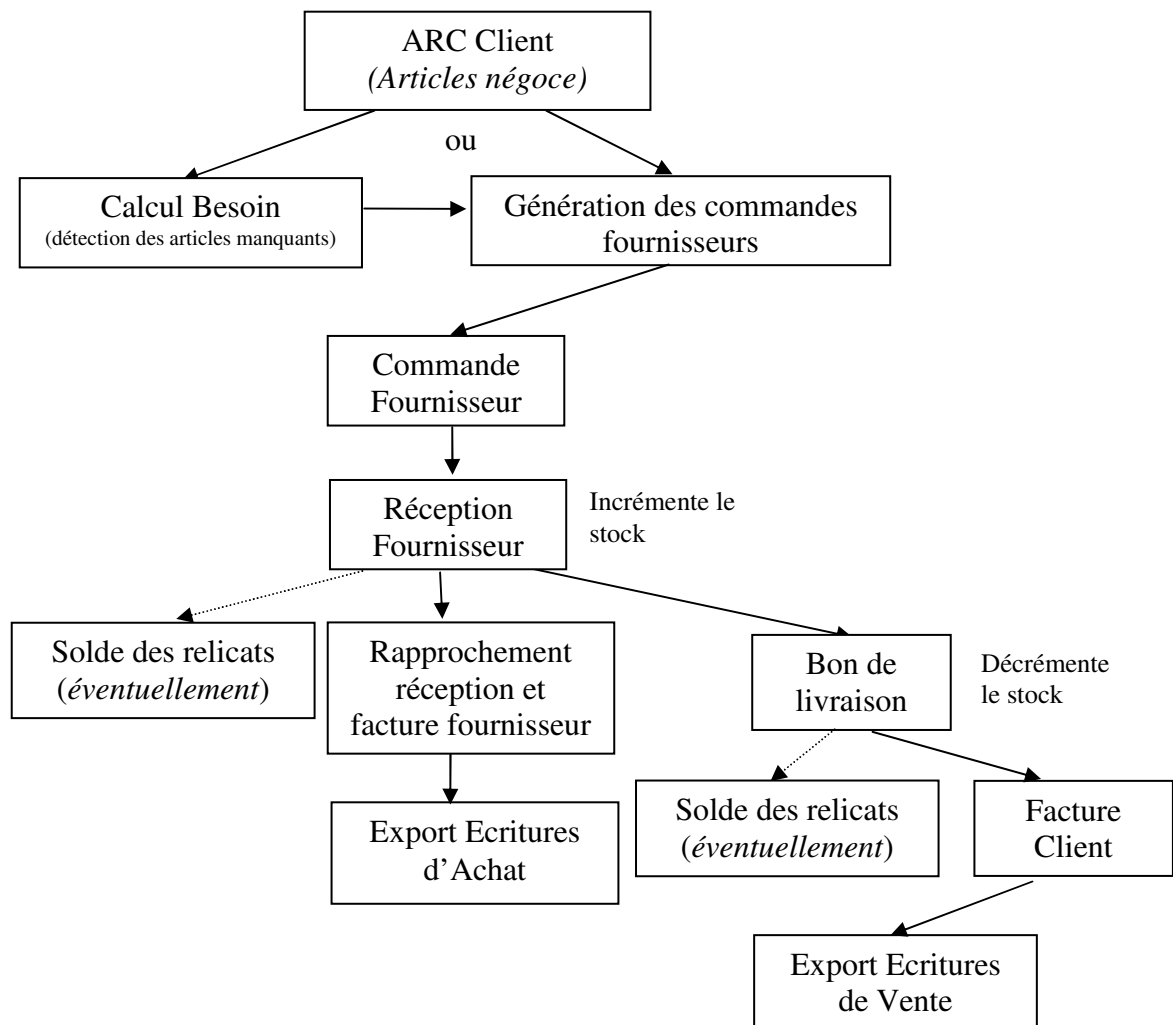 ARC Client
(Articles négoce)
ou
Calcul Besoin
(détection des articles manquants)
Génération des commandes
fournisseurs
Commande
Fournisseur
Réception
Fournisseur
Incrémente le
stock
Solde des relicats
(éventuellement)
Rapprochement
réception et
facture fournisseur
Bon de
livraison
Décrémente
le stock
Export Ecritures
d’Achat
Solde des relicats
(éventuellement)
Facture
Client
Export Ecritures
de Vente